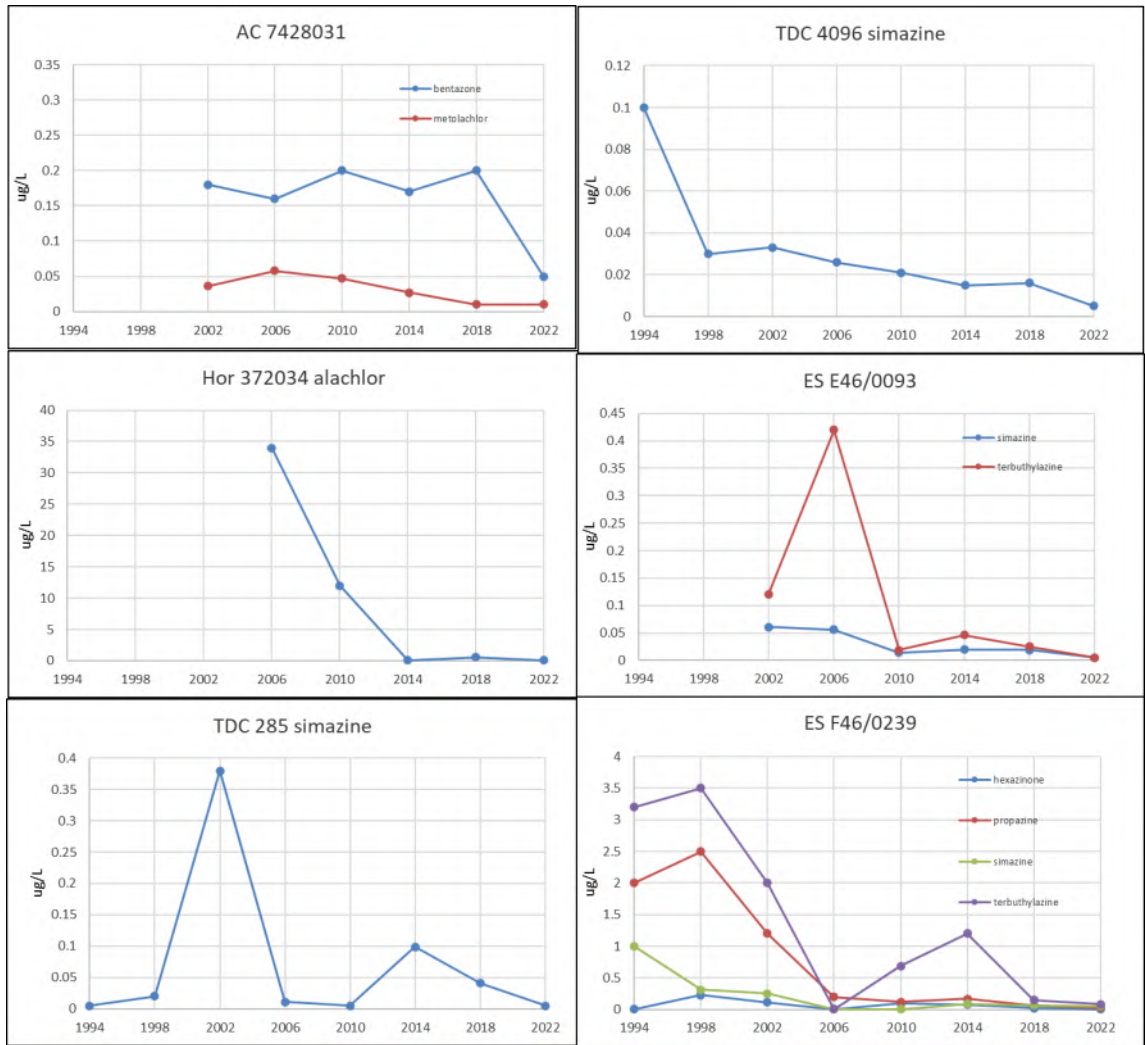 AC 7428031
0.35
0.3
0.25
0.2
0.15
0.1
0.05
0
ug/L
bentazone
metolachlor
1994 1998 2002 2006 2010 2014 2018 2022
TDC 4096 simazine
0.12
0.1
0.08
0.06
0.04
0.02
0
ug/L
1994 1998 2002 2006 2010 2014 2018 2022
Hor 372034 alachlor
40
35
30
25
20
15
10
5
0
ug/L
1994 1998 2002 2006 2010 2014 2018 2022
ES E46/0093
0.45
0.4
0.35
0.3
0.25
0.2
0.15
0.1
0.05
0
ug/L
simazine
terbuthylazine
1994 1998 2002 2006 2010 2014 2018 2022
TDC 285 simazine
0.4
0.35
0.3
0.25
0.2
0.15
0.1
0.05
0
ug/L
1994 1998 2002 2006 2010 2014 2018 2022
ES F46/0239
4
3.5
3
2.5
2
1.5
1
0.5
0
ug/L
hexazinone
propazine
simazine
terbuthylazine
1994 1998 2002 2006 2010 2014 2018 2022